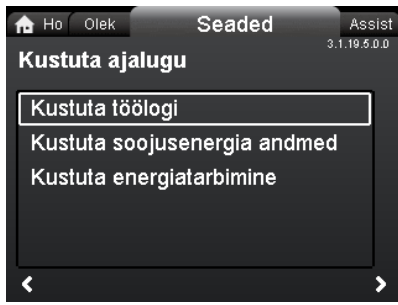 Ho Olek Seaded Assist
3.1.19.5.0.0
Kustuta ajalugu
Kustuta töölogi
Kustuta soojusenergia andmed
Kustuta energiatarbimine